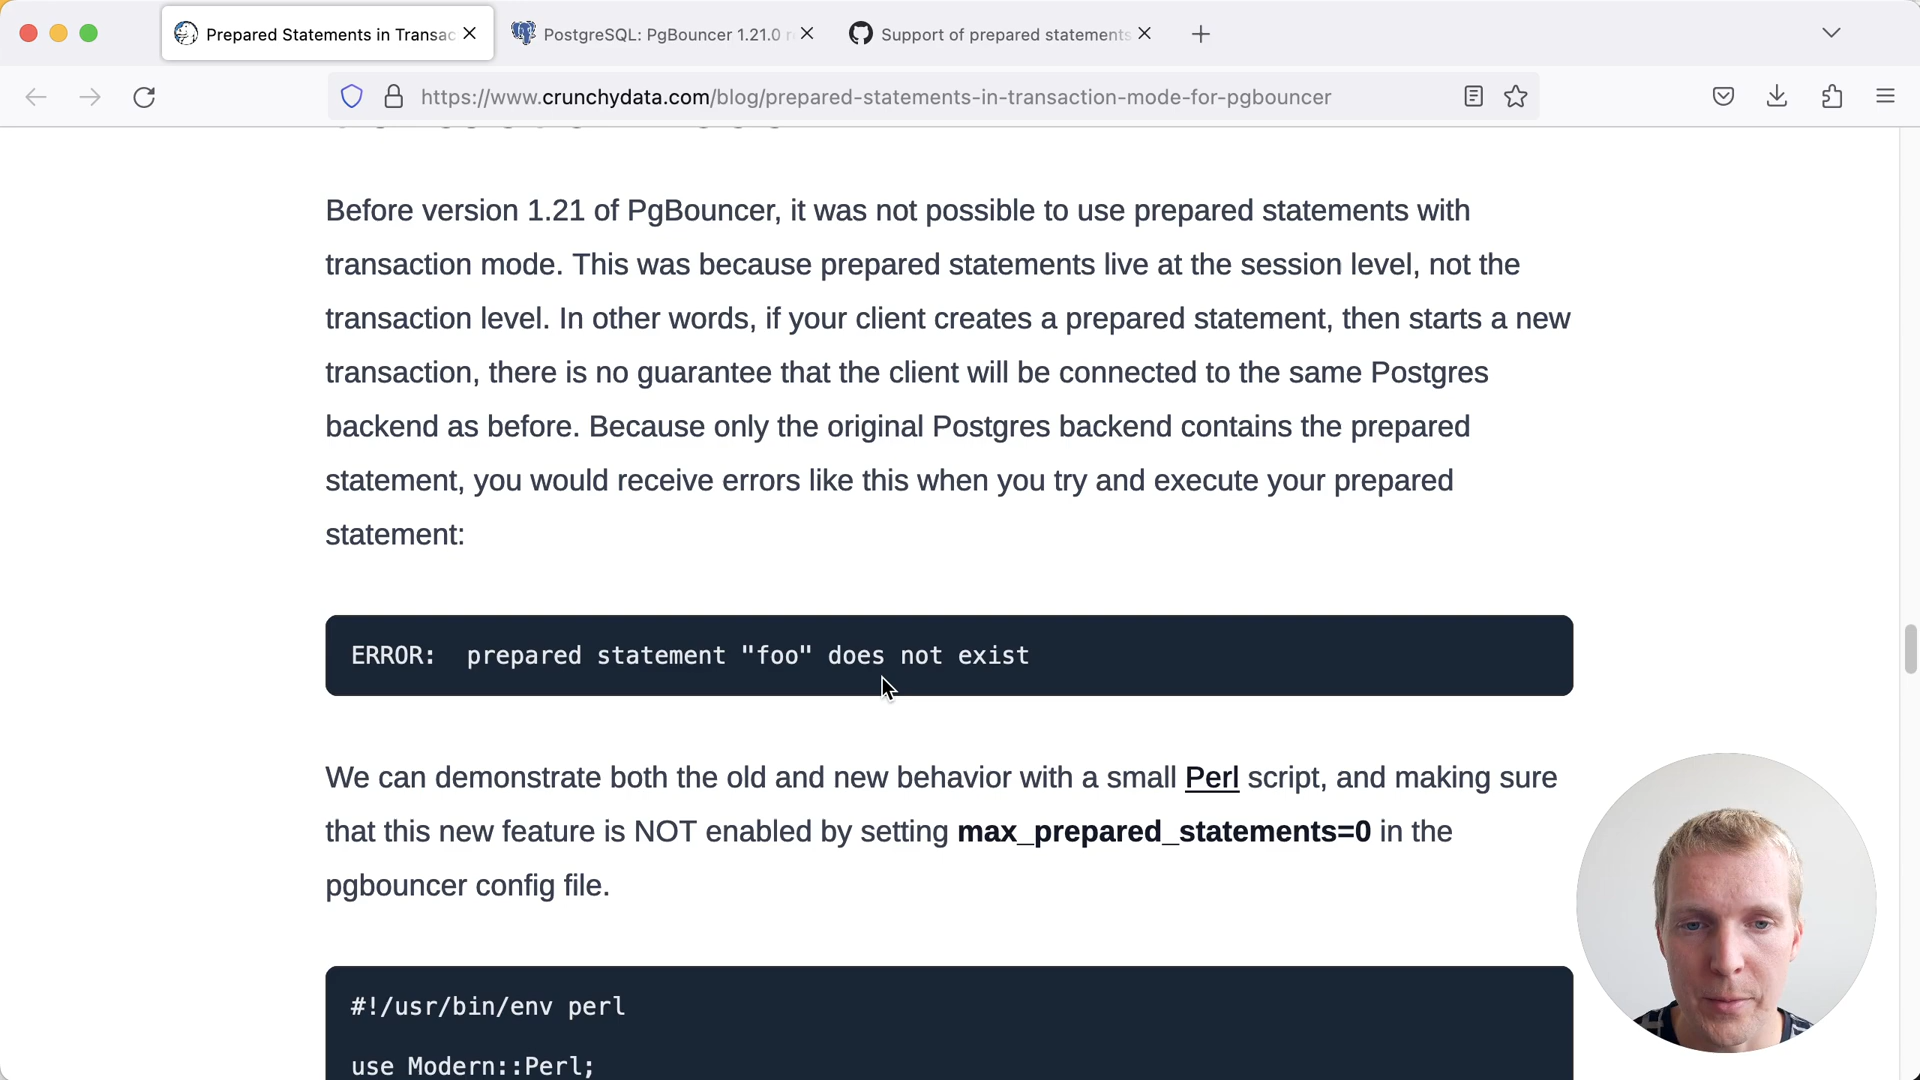 Prepared Statements in Transac
PostgreSQL: PgBouncer 1.21.0
Support of prepared statements
https://www.crunchydata.com/blog/prepared-statements-in-transaction-mode-for-pgbouncer
Before version 1.21 of PgBouncer, it was not possible to use prepared statements with
transaction mode. This was because prepared statements live at the session level, not the
transaction level. In other words, if your client creates a prepared statement, then starts a new
transaction, there is no guarantee that the client will be connected to the same Postgres
backend as before. Because only the original Postgres backend contains the prepared
statement, you would receive errors like this when you try and execute your prepared
statement:
ERROR:  prepared statement "foo" does not exist
We can demonstrate both the old and new behavior with a small Perl script, and making sure
that this new feature is NOT enabled by setting max_prepared_statements=0 in the
pgbouncer config file.
#!/usr/bin/env perl
use Modern::Perl;